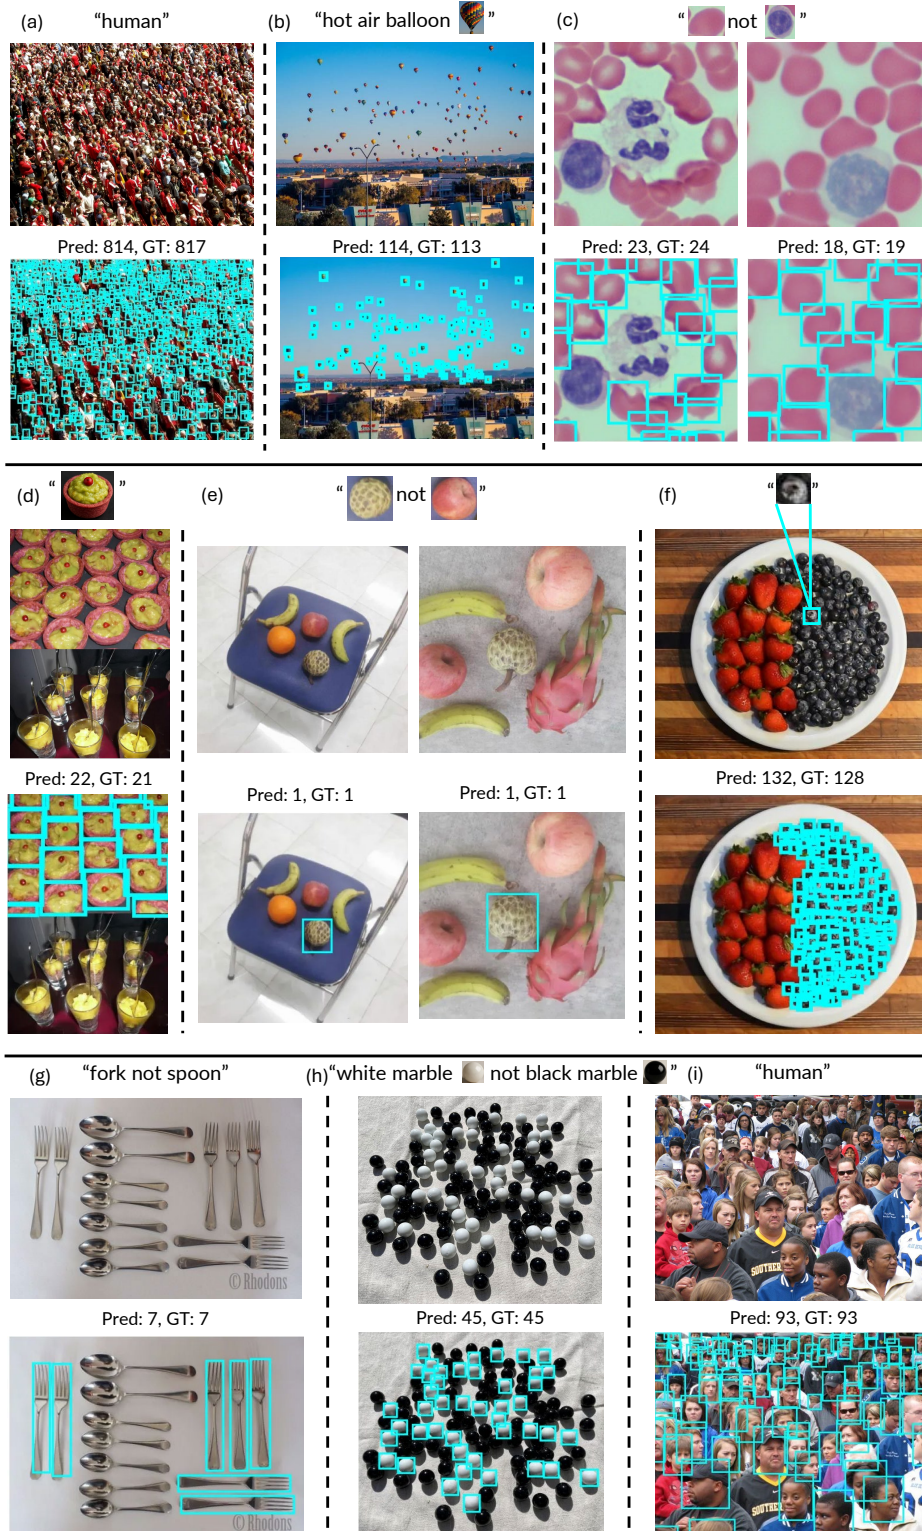 (a) “human”
(b) “hot air balloon ”
(c) “ not ”
Pred: 814, GT: 817
Pred: 114, GT: 113
Pred: 23, GT: 24
Pred: 18, GT: 19
(d) “ ”
(e) “ not ”
(f) “ ”
Pred: 22, GT: 21
Pred: 1, GT: 1
Pred: 1, GT: 1
Pred: 132, GT: 128
(g) “fork not spoon”
(h) “white marble not black marble ”
(i) “human”
© Rhodons
SOUTHER
Pred: 7, GT: 7
Pred: 45, GT: 45
Pred: 93, GT: 93
© Rhodons